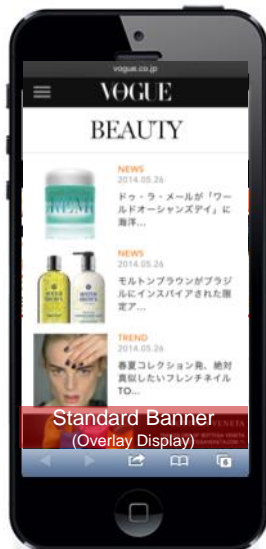 vogue.co.jp
VOGUE
BEAUTY
NEWS
2014.05.26
ドゥ・ラ・メールが「ワー
ルドオーシャンズデイ」に
海洋...
NEWS
2014.05.26
モルトンブラウンがブラジ
ルにインスパイアされた限
定ア...
TREND
2014.05.26
春夏コレクション発、絶対
真似したいフレンチネイル
TO...
Standard Banner
(Overlay Display)
6